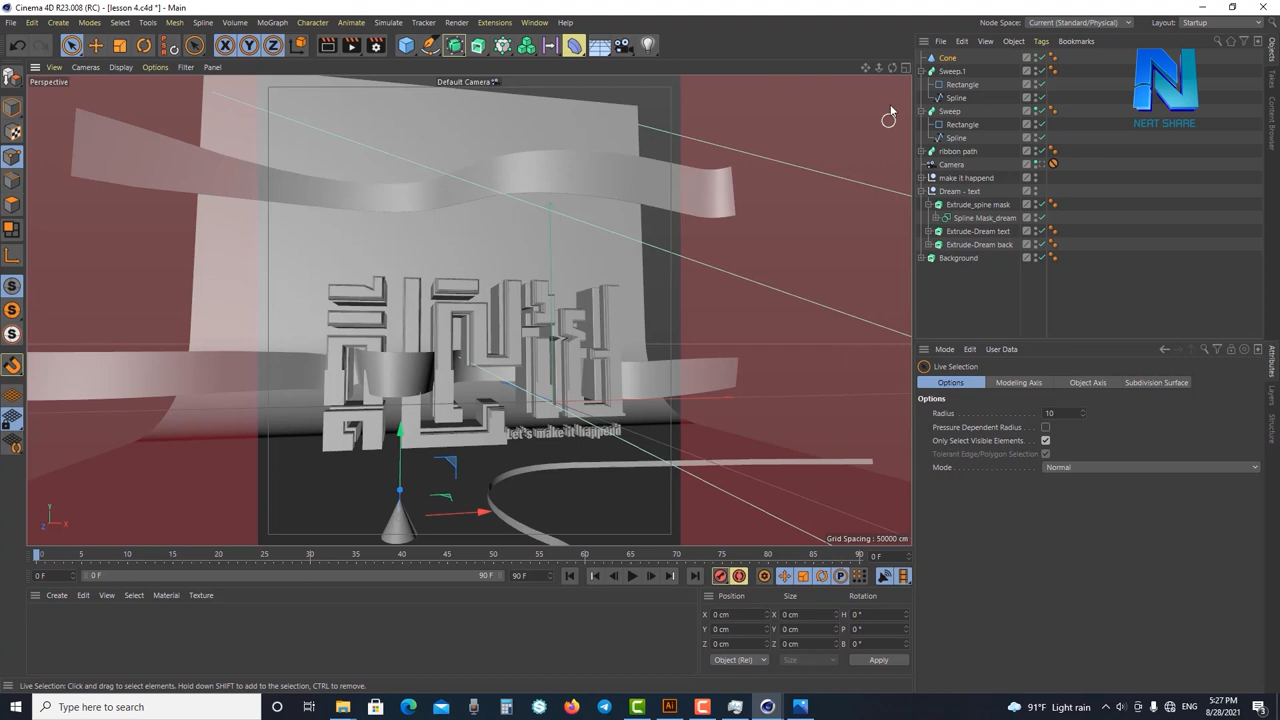 Cinema 4D R23.008 (RC) - [lesson 4.c4d *] - Main
File Edit Create Modes Select Tools Mesh Spline Volume MoGraph Character Animate Simulate Tracker Render Extensions Window Help
Node Space: Current (Standard/Physical) Layout: Startup
View Cameras Display Options Filter Panel
Perspective
Default Camera
X Y Z
Let's make it happend
Grid Spacing : 50000 cm
0 5 10 15 20 25 30 35 40 45 50 55 60 65 70 75 80 85 90 0 F
0 F 0 F 90 F 90 F
Create Edit View Select Material Texture
Position Size Rotation
X 0 cm X 0 cm H 0 °
Y 0 cm Y 0 cm P 0 °
Z 0 cm Z 0 cm B 0 °
Object (Rel) Size Apply
Live Selection: Click and drag to select elements. Hold down SHIFT to add to the selection, CTRL to remove.
File Edit View Object Tags Bookmarks
Cone
Sweep.1
Rectangle
Spline
Sweep
Rectangle
Spline
ribbon path
Camera
make it happend
Dream - text
Extrude_spine mask
Spline Mask_dream
Extrude-Dream text
Extrude-Dream back
Background
NEAT SHARE
Objects
Takes
Content Browser
Mode Edit User Data
Live Selection
Options Modeling Axis Object Axis Subdivision Surface
Options
Radius 10
Pressure Dependent Radius
Only Select Visible Elements
Tolerant Edge/Polygon Selection
Mode Normal
Attributes
Layers
Structure
Type here to search
91°F Light rain
5:27 PM
8/28/2021